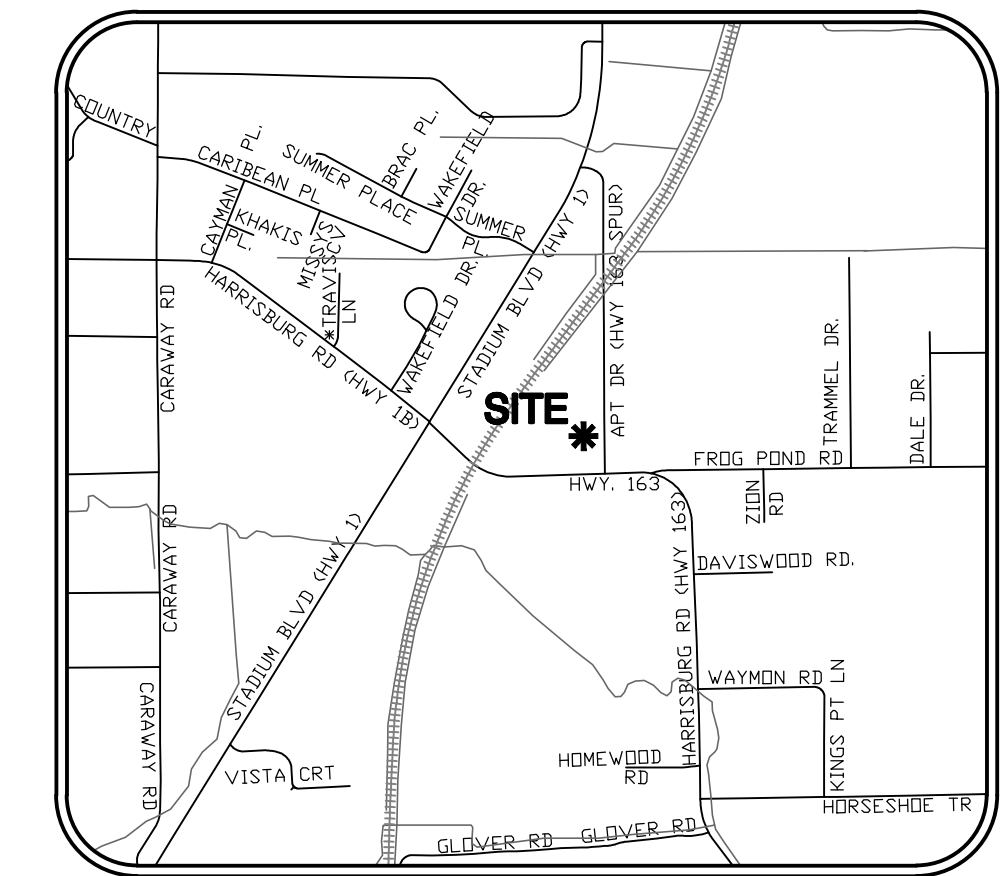 COUNTRY
PL.
CARIBEAN PL
SUMMER PLACE
BRAC PL.
WAKEFIELD
DR.
SUMMER
PL
CAYMAN
KHAKIS
PL.
MISSYS
*TRAVIS
LN
HARRISBURG RD (HWY 1B)
WAKEFIELD DR.
STADIUM BLVD (HWY 1)
APT DR (HWY 163 SPUR)
CARAWAY RD
SITE
TRAMMEL DR.
DALE DR.
FROG POND RD
HWY. 163
ZION
RD
CARAWAY RD
STADIUM BLVD (HWY 1)
HARRISBURG RD (HWY 163)
DAVISWOOD RD.
WAYMON RD
KINGS PT LN
CARAWAY RD
VISTA CRT
HOMEWOOD
RD
HORSESHOE TR
GLOVER RD
GLOVER RD